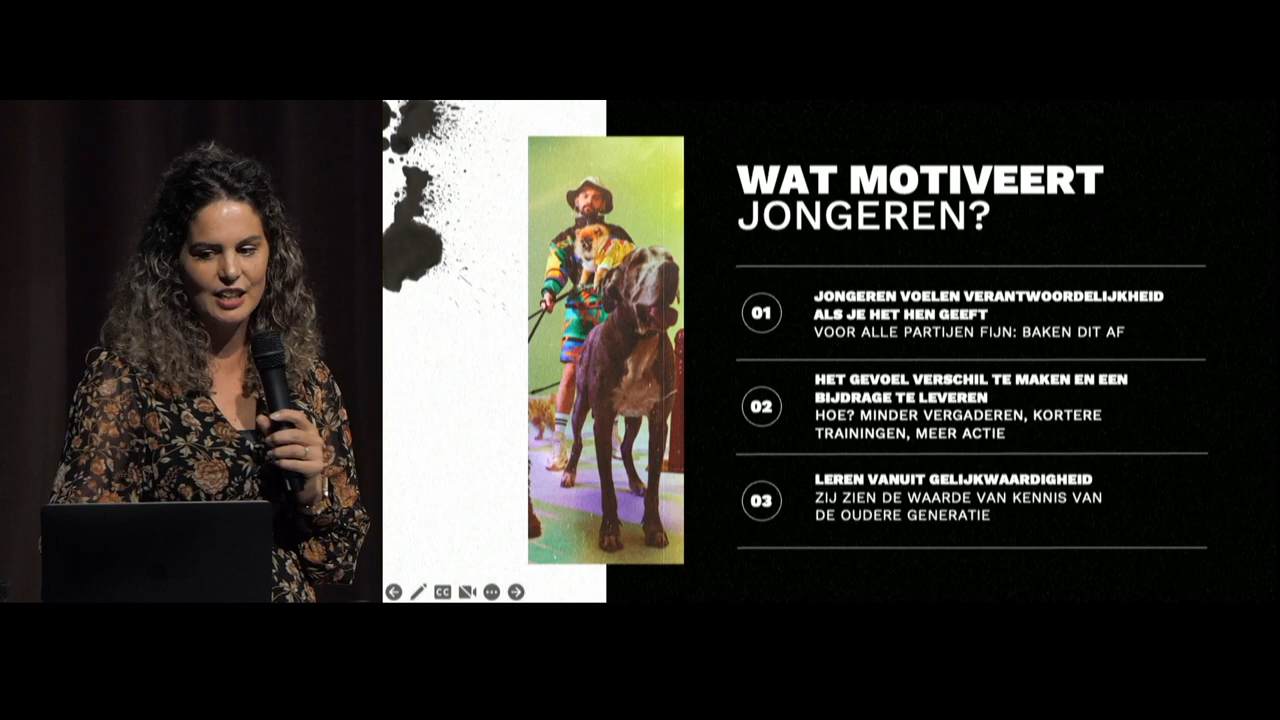 WAT MOTIVEERT
JONGEREN?
01
JONGEREN VOELEN VERANTWOORDELIJKHEID
ALS JE HET HEN GEEFT
VOOR ALLE PARTIJEN FIJN: BAKEN DIT AF
02
HET GEVOEL VERSCHIL TE MAKEN EN EEN
BIJDRAGE TE LEVEREN
HOE? MINDER VERGADEREN, KORTERE
TRAININGEN, MEER ACTIE
03
LEREN VANUIT GELIJKWAARDIGHEID
ZIJ ZIEN DE WAARDE VAN KENNIS VAN
DE OUDERE GENERATIE
CC